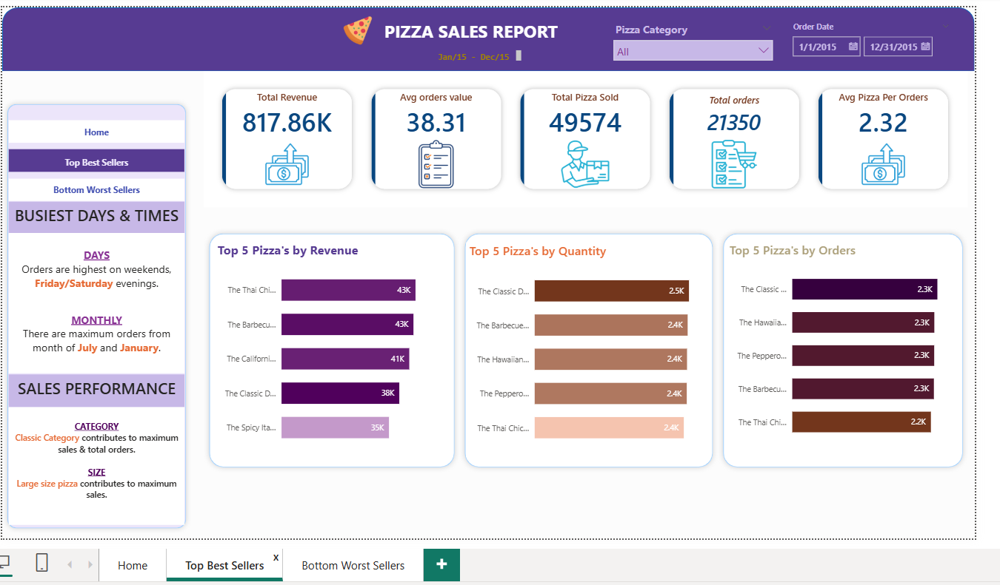 PIZZA SALES REPORT
Jan/15 - Dec/15
Pizza Category
All
Order Date
1/1/2015
12/31/2015
Home
Top Best Sellers
Bottom Worst Sellers
BUSIEST DAYS & TIMES
DAYS
Orders are highest on weekends,
Friday/Saturday evenings.
MONTHLY
There are maximum orders from
month of July and January.
SALES PERFORMANCE
CATEGORY
Classic Category contributes to maximum
sales & total orders.
SIZE
Large size pizza contributes to maximum
sales.
Total Revenue
817.86K
Avg orders value
38.31
Total Pizza Sold
49574
Total orders
21350
Avg Pizza Per Orders
2.32
Top 5 Pizza's by Revenue
The Thai Chi... 43K
The Barbecu... 43K
The Californi... 41K
The Classic D... 38K
The Spicy Ita... 35K
Top 5 Pizza's by Quantity
The Classic D... 2.5K
The Barbecue... 2.4K
The Hawaiian... 2.4K
The Peppero... 2.4K
The Thai Chic... 2.4K
Top 5 Pizza's by Orders
The Classic ... 2.3K
The Hawaiia... 2.3K
The Peppero... 2.3K
The Barbecu... 2.3K
The Thai Chi... 2.2K
Home
Top Best Sellers x
Bottom Worst Sellers
+